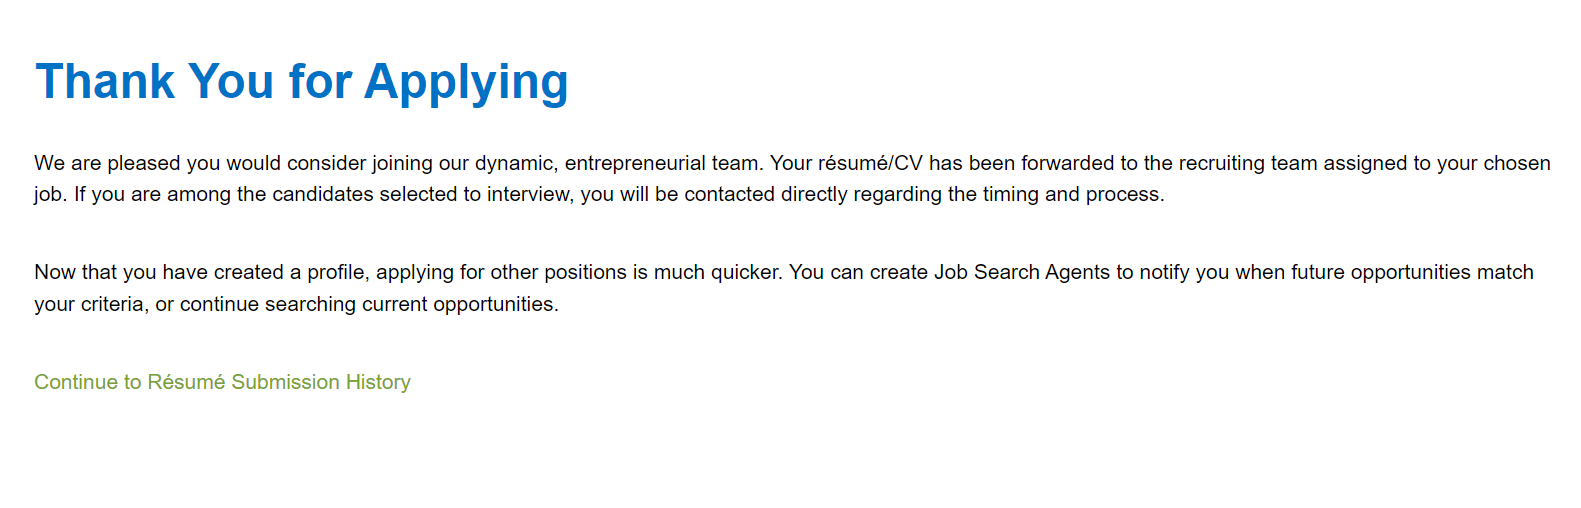 Thank You for Applying
We are pleased you would consider joining our dynamic, entrepreneurial team. Your résumé/CV has been forwarded to the recruiting team assigned to your chosen
job. If you are among the candidates selected to interview, you will be contacted directly regarding the timing and process.
Now that you have created a profile, applying for other positions is much quicker. You can create Job Search Agents to notify you when future opportunities match
your criteria, or continue searching current opportunities.
Continue to Résumé Submission History